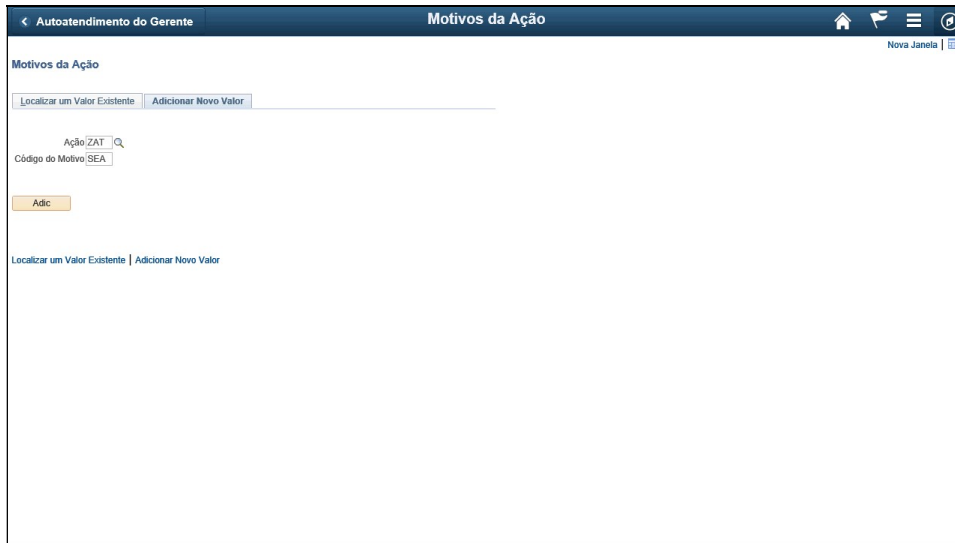 Autoatendimento do Gerente
Motivos da Ação
Nova Janela |
Motivos da Ação
Localizar um Valor Existente
Adicionar Novo Valor
Ação ZAT
Código do Motivo SEA
Adic
Localizar um Valor Existente | Adicionar Novo Valor